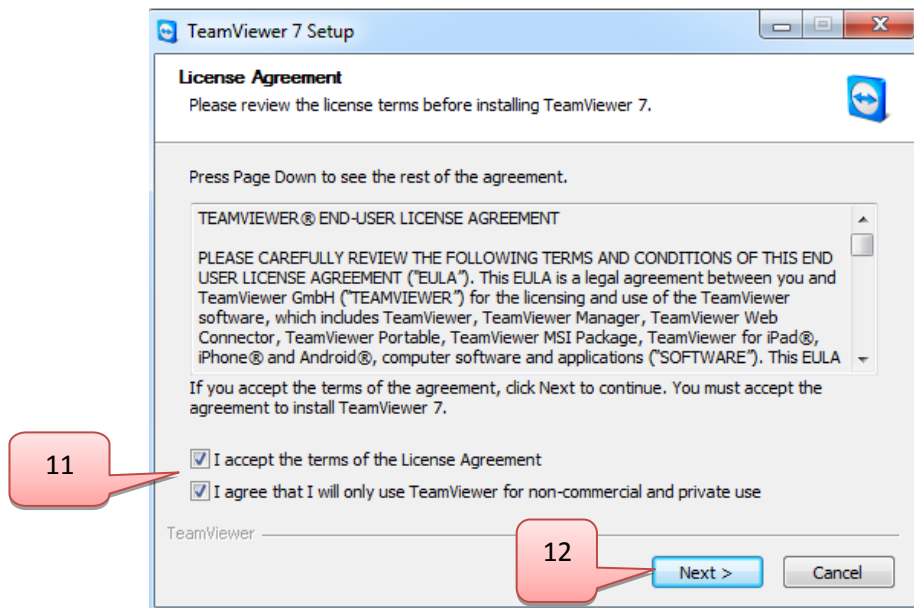 TeamViewer 7 Setup
License Agreement
Please review the license terms before installing TeamViewer 7.
Press Page Down to see the rest of the agreement.
TEAMVIEWER® END-USER LICENSE AGREEMENT
PLEASE CAREFULLY REVIEW THE FOLLOWING TERMS AND CONDITIONS OF THIS END
USER LICENSE AGREEMENT ("EULA"). This EULA is a legal agreement between you and
TeamViewer GmbH ("TEAMVIEWER") for the licensing and use of the TeamViewer
software, which includes TeamViewer, TeamViewer Manager, TeamViewer Web
Connector, TeamViewer Portable, TeamViewer MSI Package, TeamViewer for iPad®,
iPhone® and Android®, computer software and applications ("SOFTWARE"). This EULA
If you accept the terms of the agreement, click Next to continue. You must accept the
agreement to install TeamViewer 7.
11
I accept the terms of the License Agreement
I agree that I will only use TeamViewer for non-commercial and private use
TeamViewer
12
Next >
Cancel